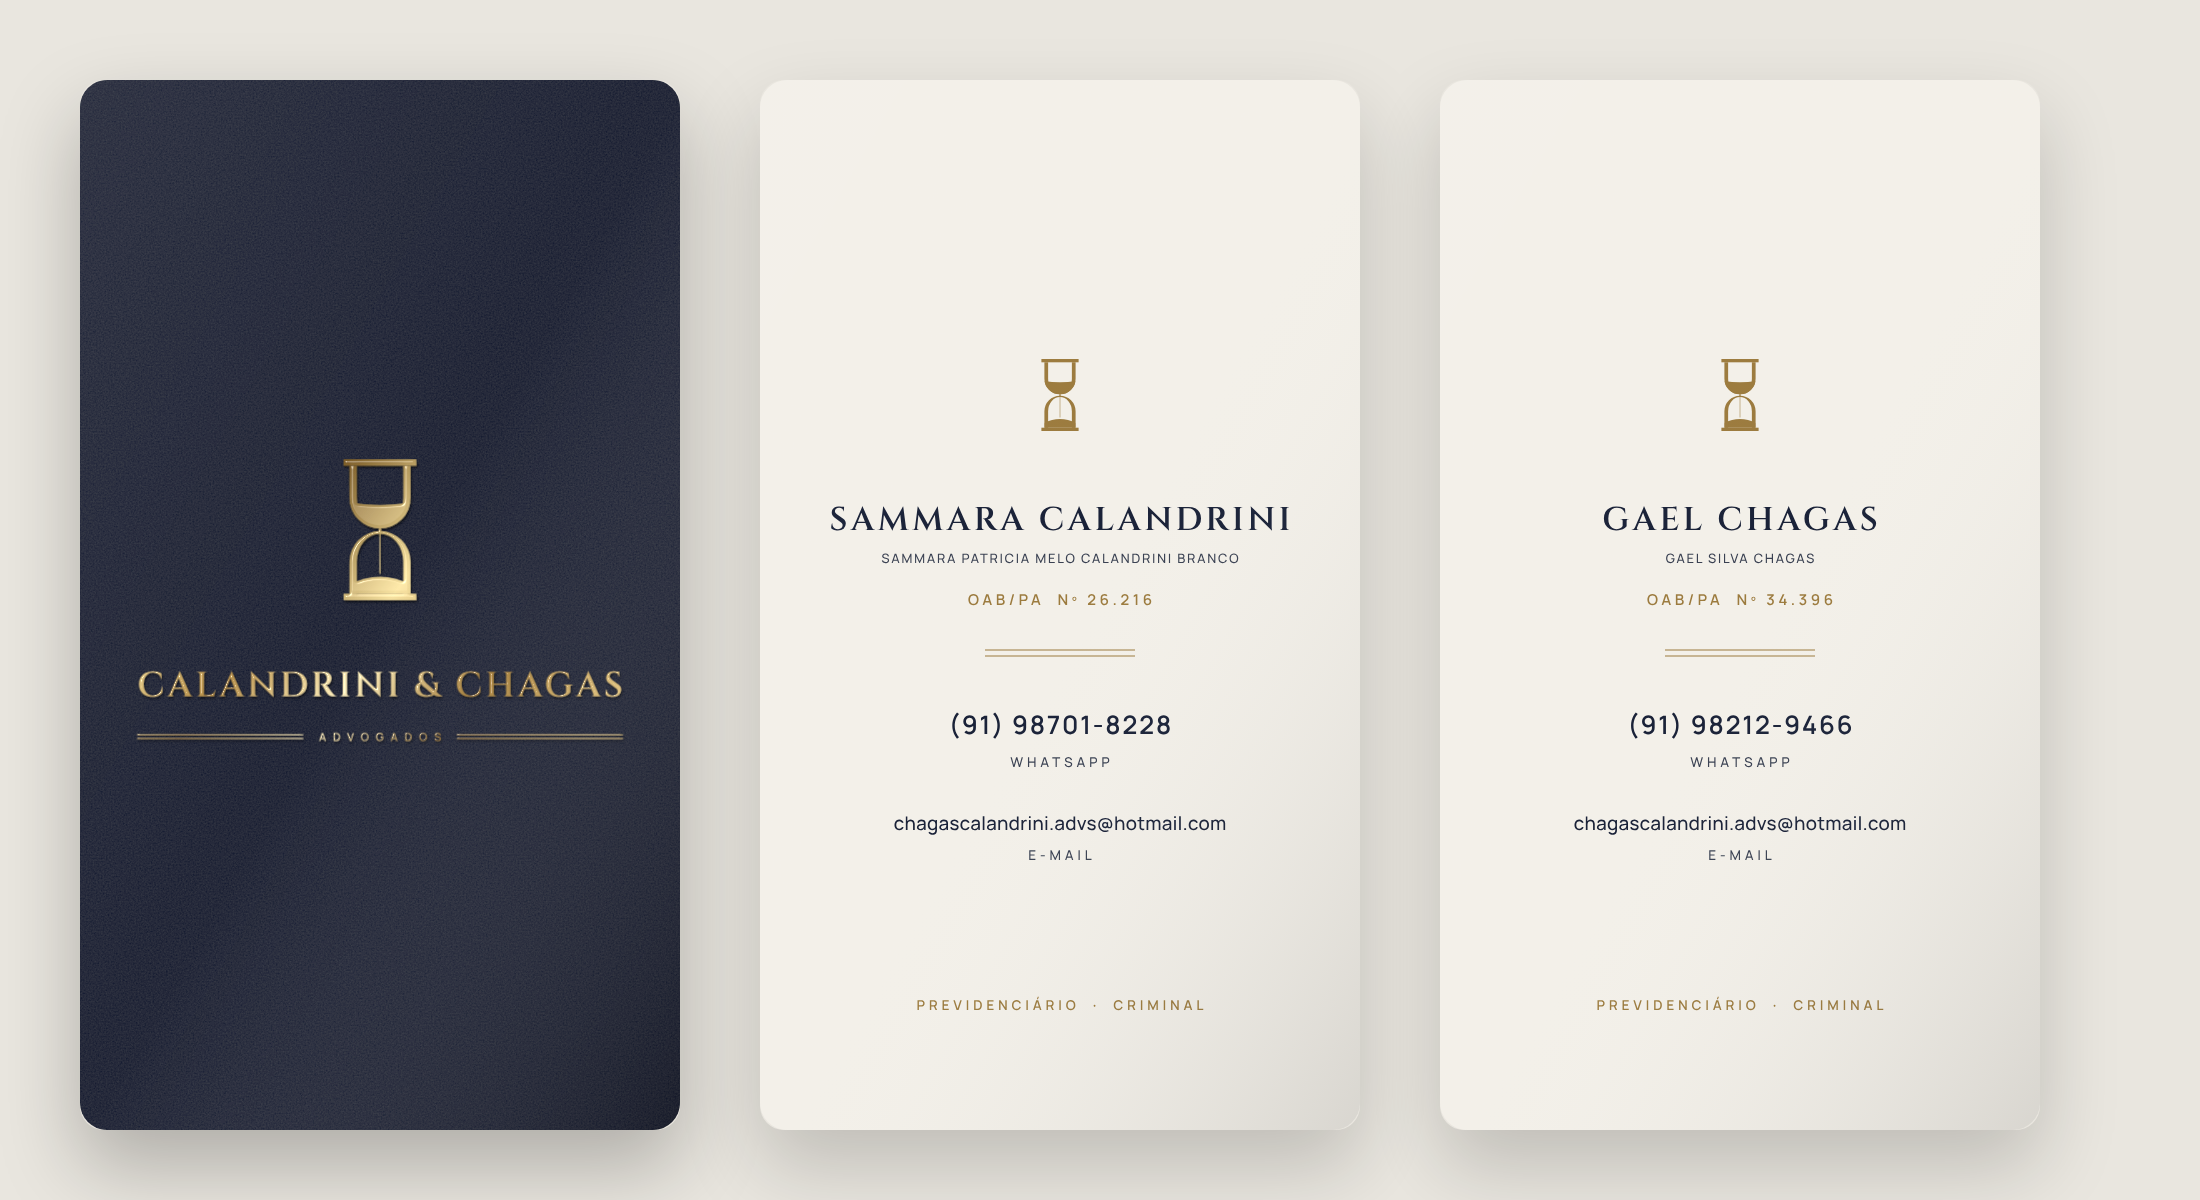 CALANDRINI & CHAGAS
ADVOGADOS
SAMMARA CALANDRINI
SAMMARA PATRICIA MELO CALANDRINI BRANCO
OAB/PA Nº 26.216
(91) 98701-8228
WHATSAPP
chagascalandrini.advs@hotmail.com
E-MAIL
PREVIDENCIÁRIO · CRIMINAL
GAEL CHAGAS
GAEL SILVA CHAGAS
OAB/PA Nº 34.396
(91) 98212-9466
WHATSAPP
chagascalandrini.advs@hotmail.com
E-MAIL
PREVIDENCIÁRIO · CRIMINAL